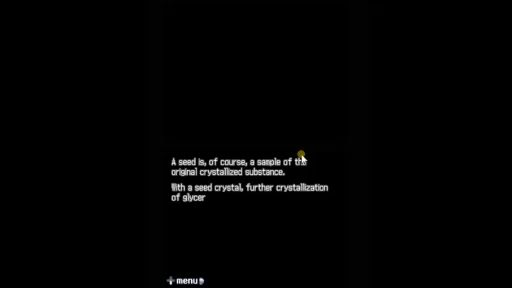 A seed is, of course, a sample of the
original crystallized substance.
With a seed crystal, further crystallization
of glycer
menu